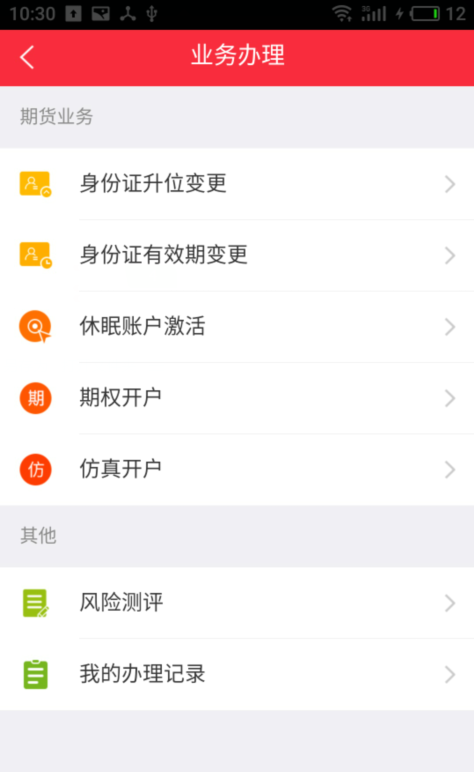 10:30 3G 12
业务办理
期货业务
身份证升位变更
身份证有效期变更
休眠账户激活
期 期权开户
仿 仿真开户
其他
风险测评
我的办理记录